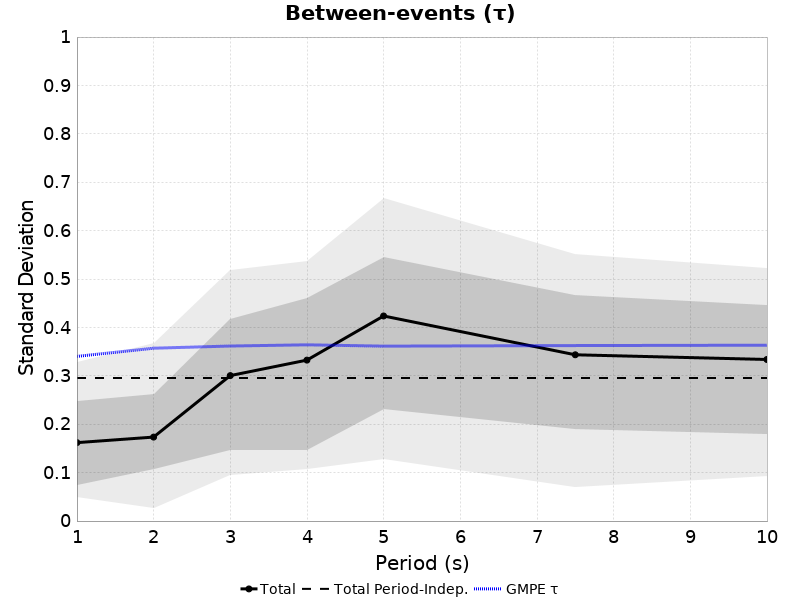 Between-events (τ)
1
0.9
0.8
0.7
0.6
0.5
0.4
0.3
0.2
0.1
0
Standard Deviation
1 2 3 4 5 6 7 8 9 10
Period (s)
Total Total Period-Indep. GMPE τ